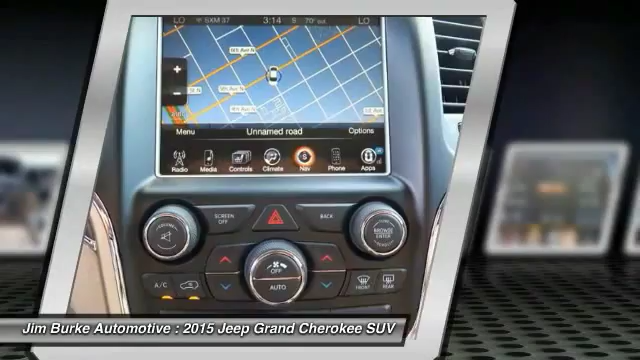 LO SXM 37 3:14 S 70° out LO
Menu Unnamed road Options
Radio Media Controls Climate Nav Phone Apps
SCREEN OFF BACK
BROWSE ENTER
OFF
AUTO
A/C FRONT REAR
Jim Burke Automotive : 2015 Jeep Grand Cherokee SUV